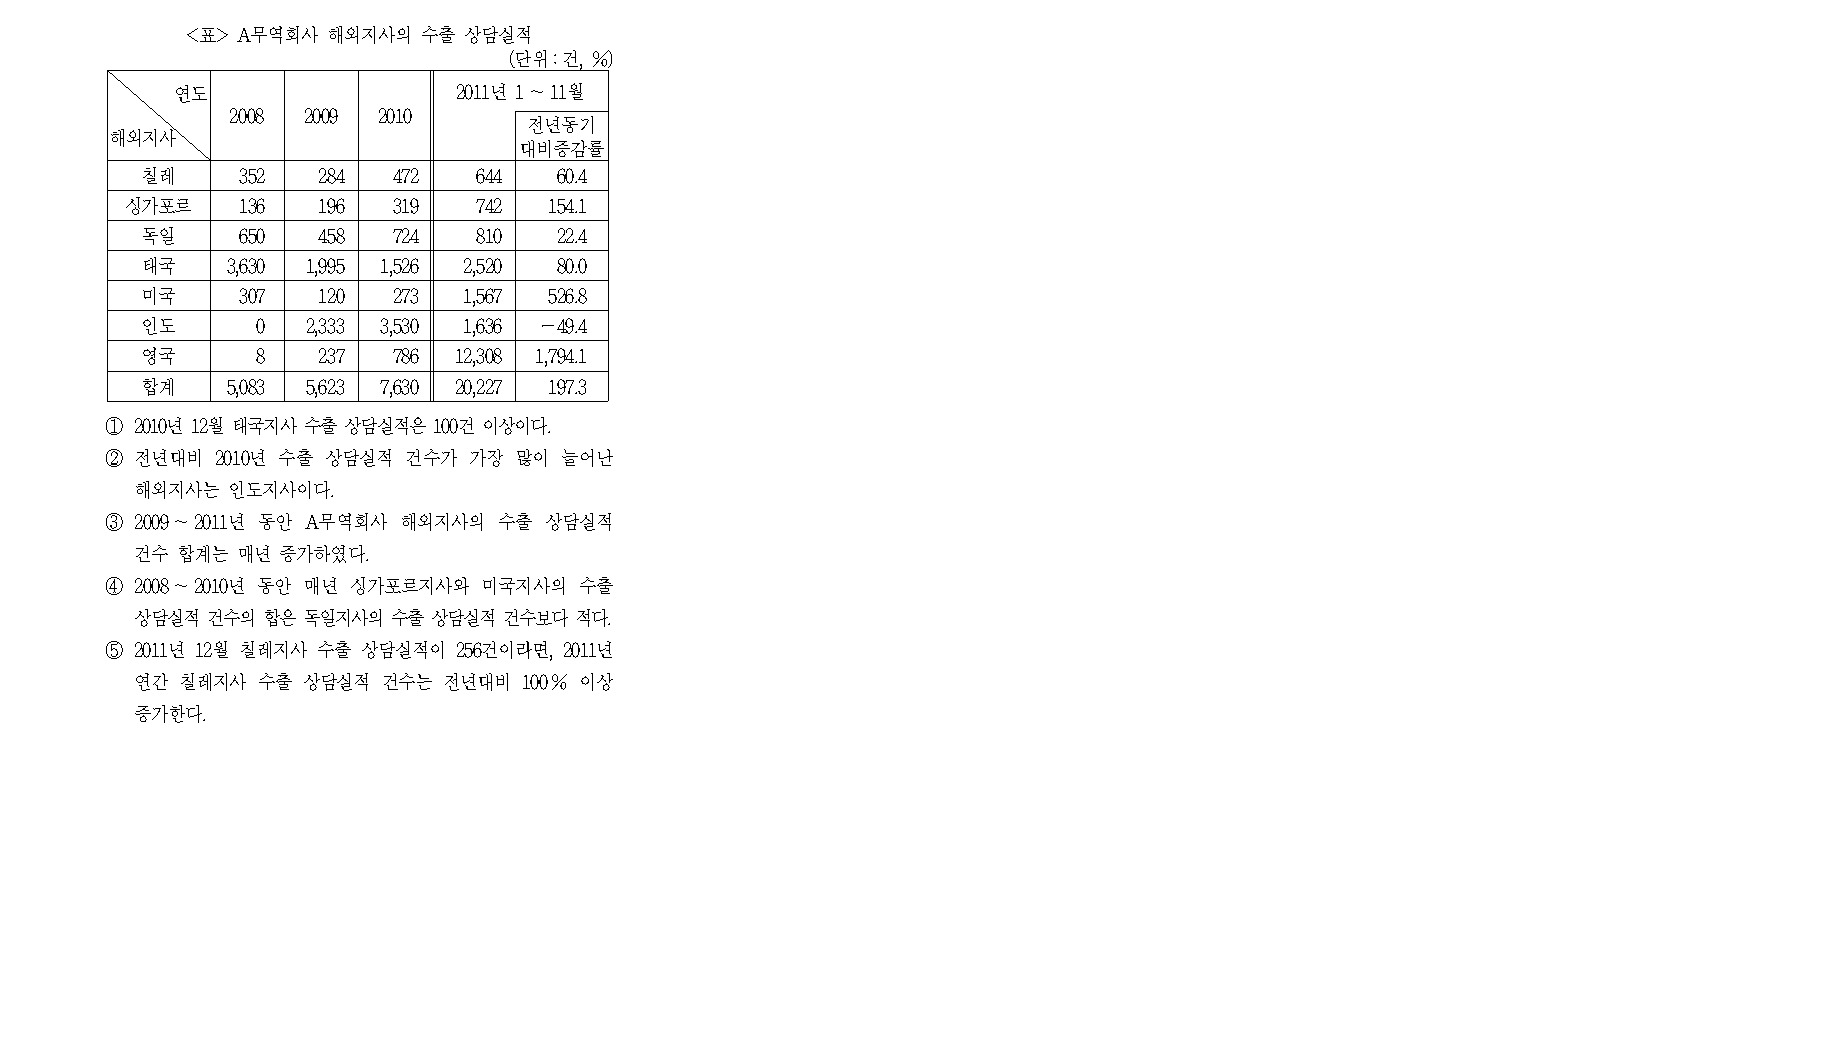 <표> A무역회사 해외지사의 수출 상담실적
(단위 : 건, %)
연도 해외지사 2008 2009 2010 2011년 1 ~ 11월
전년동기
대비증감률
칠레 352 284 472 644 60.4
싱가포르 136 196 319 742 154.1
독일 650 458 724 810 22.4
태국 3,630 1,995 1,526 2,520 80.0
미국 307 120 273 1,567 526.8
인도 0 2,333 3,530 1,636 −49.4
영국 8 237 786 12,308 1,794.1
합계 5,083 5,623 7,630 20,227 197.3
① 2010년 12월 태국지사 수출 상담실적은 100건 이상이다.
② 전년대비 2010년 수출 상담실적 건수가 가장 많이 늘어난
해외지사는 인도지사이다.
③ 2009 ~ 2011년 동안 A무역회사 해외지사의 수출 상담실적
건수 합계는 매년 증가하였다.
④ 2008 ~ 2010년 동안 매년 싱가포르지사와 미국지사의 수출
상담실적 건수의 합은 독일지사의 수출 상담실적 건수보다 적다.
⑤ 2011년 12월 칠레지사 수출 상담실적이 256건이라면, 2011년
연간 칠레지사 수출 상담실적 건수는 전년대비 100% 이상
증가한다.